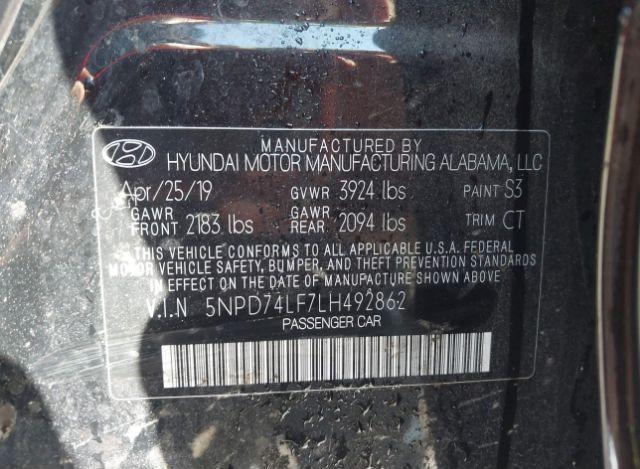 MANUFACTURED BY
HYUNDAI MOTOR MANUFACTURING ALABAMA, LLC
Apr/25/19 GVWR 3924 lbs PAINT S3
GAWR FRONT 2183 lbs GAWR REAR 2094 lbs TRIM CT
THIS VEHICLE CONFORMS TO ALL APPLICABLE U.S.A. FEDERAL
MOTOR VEHICLE SAFETY, BUMPER, AND THEFT PREVENTION
STANDARDS IN EFFECT ON THE DATE OF MANUFACTURE SHOWN ABOVE
V.I.N 5NPD74LF7LH492862
PASSENGER CAR